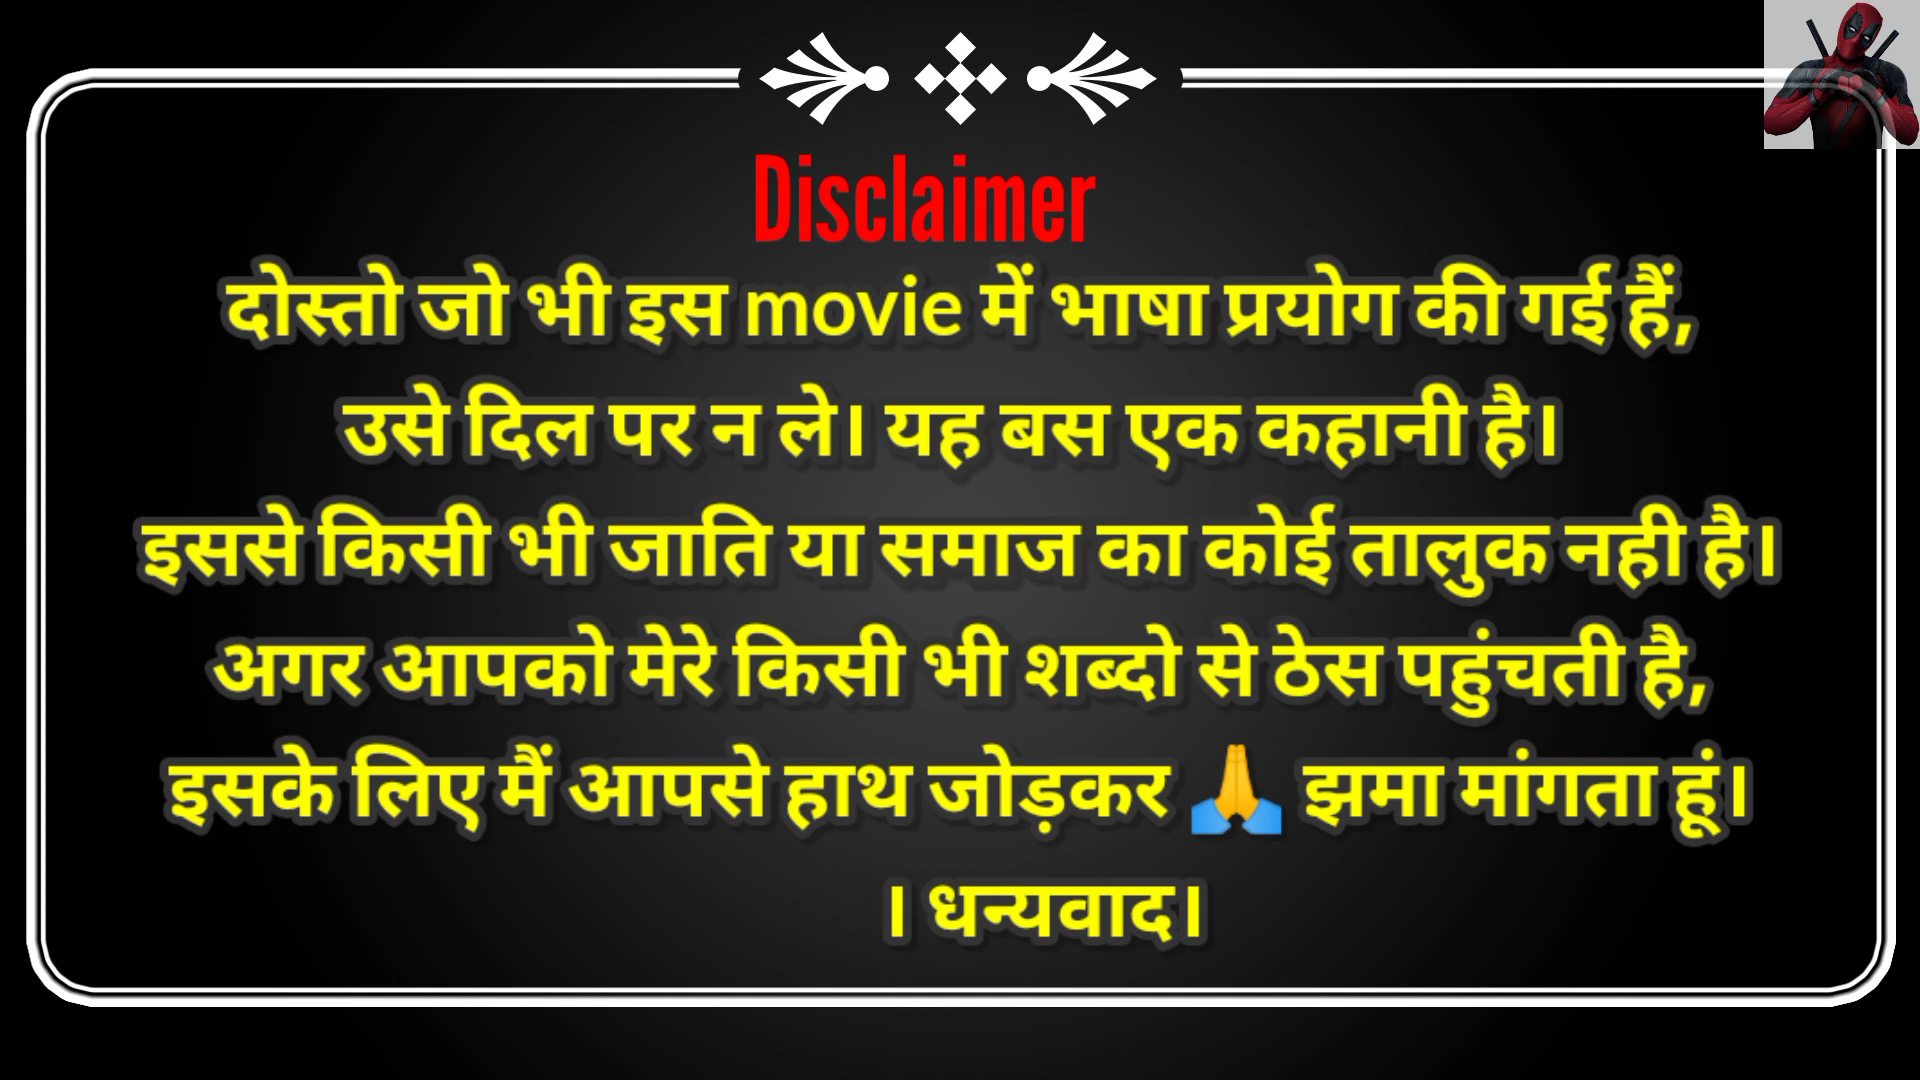 Disclaimer
दोस्तो जो भी इस movie में भाषा प्रयोग की गई हैं,
उसे दिल पर न ले। यह बस एक कहानी है।
इससे किसी भी जाति या समाज का कोई तालुक नही है।
अगर आपको मेरे किसी भी शब्दो से ठेस पहुंचती है,
इसके लिए मैं आपसे हाथ जोड़कर 🙏 झमा मांगता हूं।
। धन्यवाद।